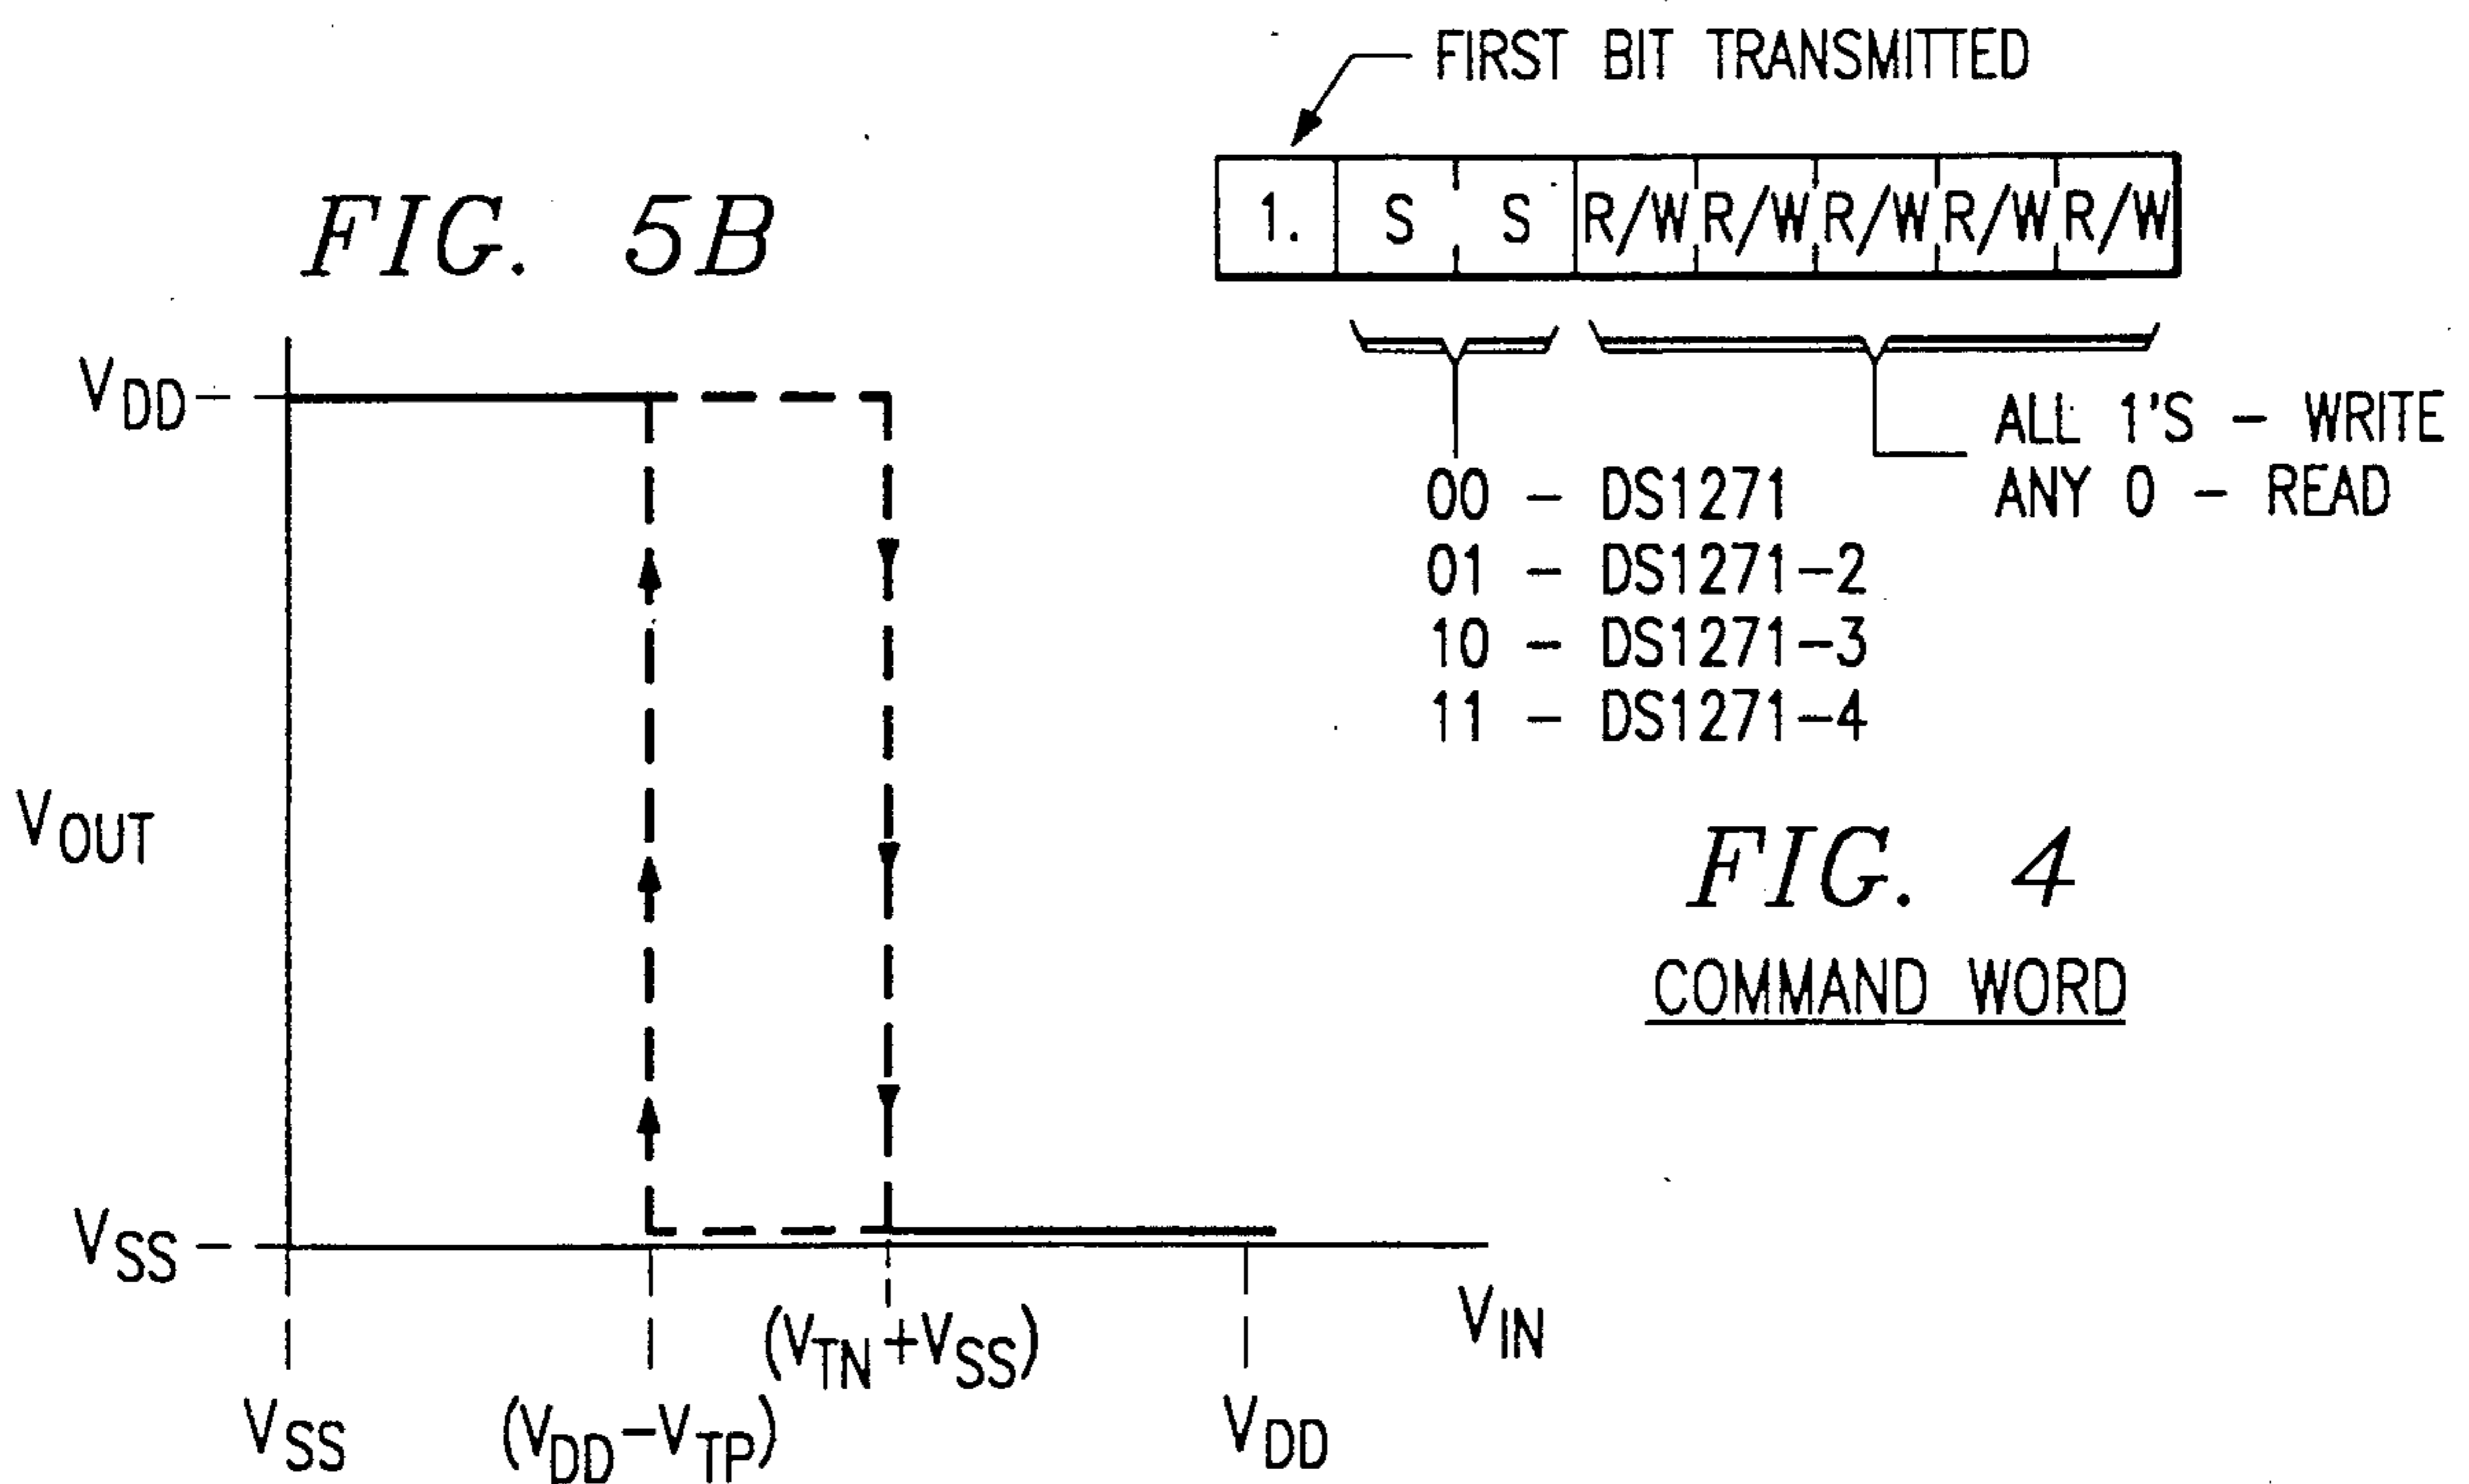 FIRST BIT TRANSMITTED
1. S S R/W R/W R/W R/W R/W
ALL 1'S - WRITE
ANY 0 - READ
00 - DS1271
01 - DS1271-2
10 - DS1271-3
11 - DS1271-4
FIG. 4
COMMAND WORD
FIG. 5B
VDD
VOUT
VSS
VIN
VSS
(VDD-VTP)
(VTN+VSS)
VDD